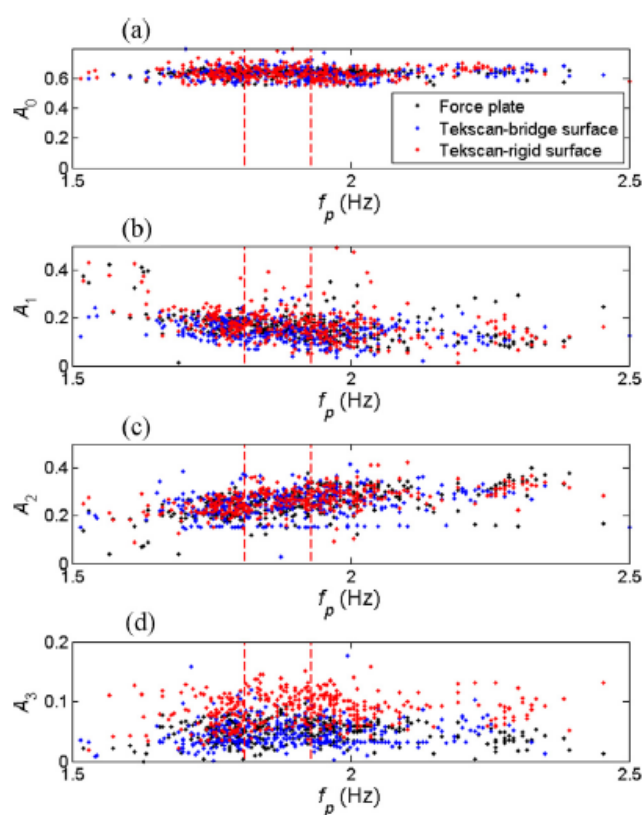 (a)
A0
0.6
0.4
0.2
0
Force plate
Tekscan-bridge surface
Tekscan-rigid surface
1.5 2 2.5
fp (Hz)
(b)
A1
0.4
0.2
0
1.5 2 2.5
fp (Hz)
(c)
A2
0.4
0.2
0
1.5 2 2.5
fp (Hz)
(d)
A3
0.2
0.1
0
1.5 2 2.5
fp (Hz)